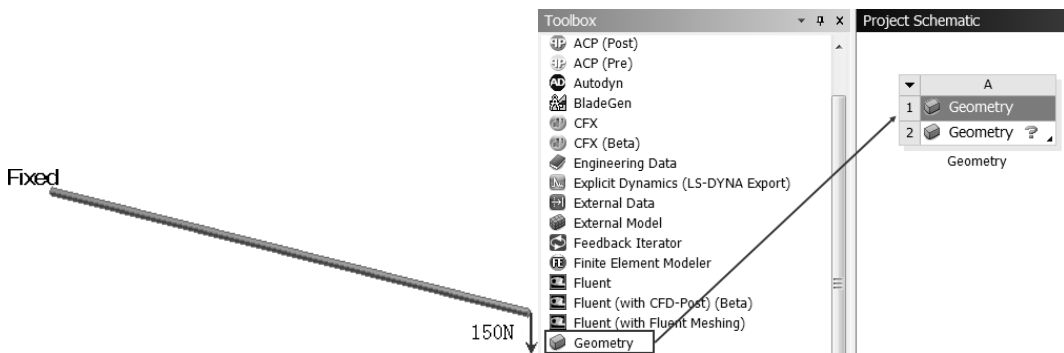 Fixed
150N
Toolbox
ACP (Post)
ACP (Pre)
Autodyn
BladeGen
CFX
CFX (Beta)
Engineering Data
Explicit Dynamics (LS-DYNA Export)
External Data
External Model
Feedback Iterator
Finite Element Modeler
Fluent
Fluent (with CFD-Post) (Beta)
Fluent (with Fluent Meshing)
Geometry
Project Schematic
A
1 Geometry
2 Geometry ?
Geometry